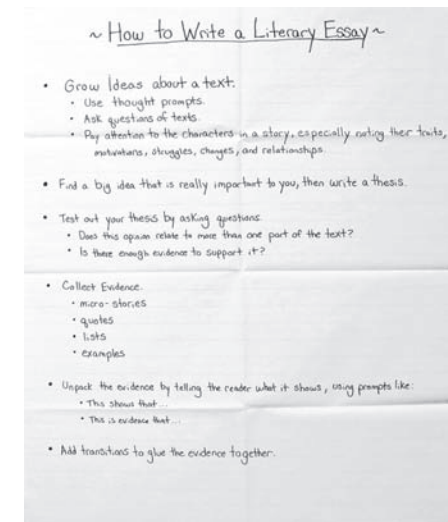 ~ How to Write a Literary Essay ~
• Grow Ideas about a text.
• Use thought prompts.
• Ask questions of texts.
• Pay attention to the characters in a story, especially noting their traits,
motivations, struggles, changes, and relationships.
• Find a big idea that is really important to you, then write a thesis.
• Test out your thesis by asking questions.
• Does this opinion relate to more than one part of the text?
• Is there enough evidence to support it?
• Collect Evidence.
• micro-stories
• quotes
• lists
• examples
• Unpack the evidence by telling the reader what it shows, using prompts like:
• This shows that...
• This is evidence that...
• Add transitions to glue the evidence together.